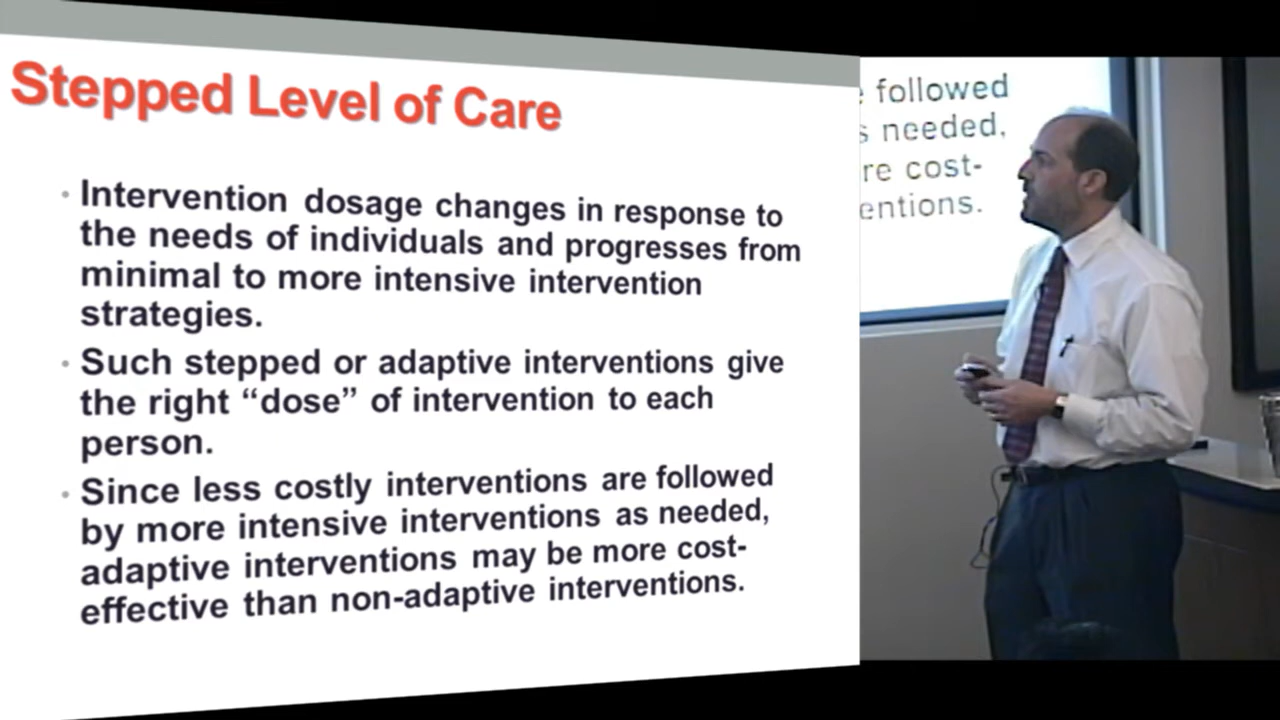 Stepped Level of Care
• Intervention dosage changes in response to
the needs of individuals and progresses from
minimal to more intensive intervention
strategies.
• Such stepped or adaptive interventions give
the right “dose” of intervention to each
person.
• Since less costly interventions are followed
by more intensive interventions as needed,
adaptive interventions may be more cost-
effective than non-adaptive interventions.
followed
s needed,
re cost-
entions.